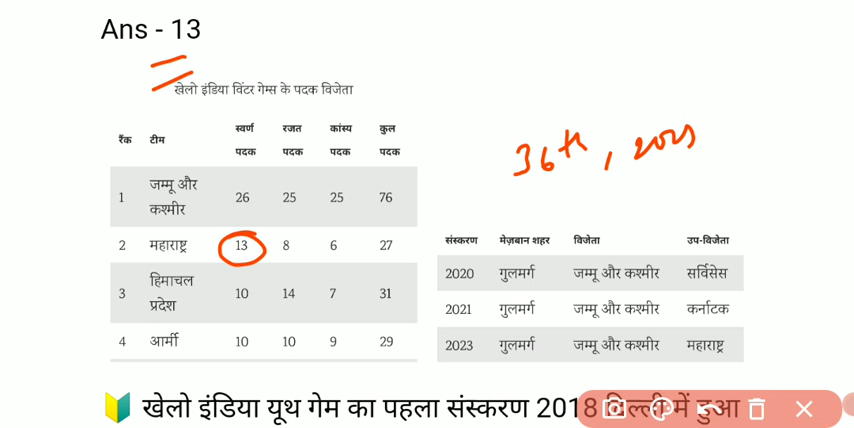 Ans - 13
खेलो इंडिया विंटर गेम्स के पदक विजेता
36th, 2023
रैंक टीम स्वर्ण पदक रजत पदक कांस्य पदक कुल पदक
1 जम्मू और कश्मीर 26 25 25 76
2 महाराष्ट्र 13 8 6 27
3 हिमाचल प्रदेश 10 14 7 31
4 आर्मी 10 10 9 29
संस्करण मेज़बान शहर विजेता उप-विजेता
2020 गुलमर्ग जम्मू और कश्मीर सर्विसेस
2021 गुलमर्ग जम्मू और कश्मीर कर्नाटक
2023 गुलमर्ग जम्मू और कश्मीर महाराष्ट्र
खेलो इंडिया यूथ गेम का पहला संस्करण 2018 दिल्ली में हुआ